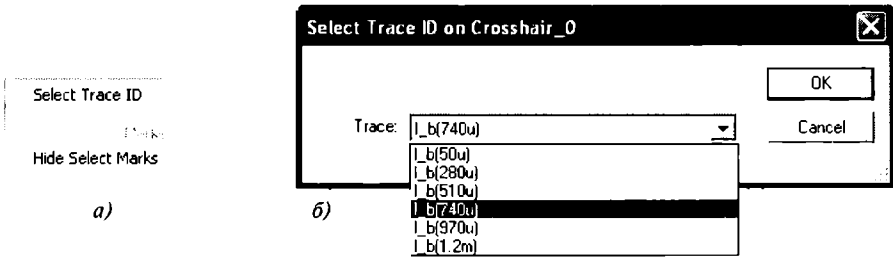 Select Trace ID
Hide Select Marks
а)
Select Trace ID on Crosshair_0
OK
Trace: I_b(740u)
Cancel
I_b(50u)
I_b(280u)
I_b(510u)
I_b(740u)
I_b(970u)
I_b(1.2m)
б)